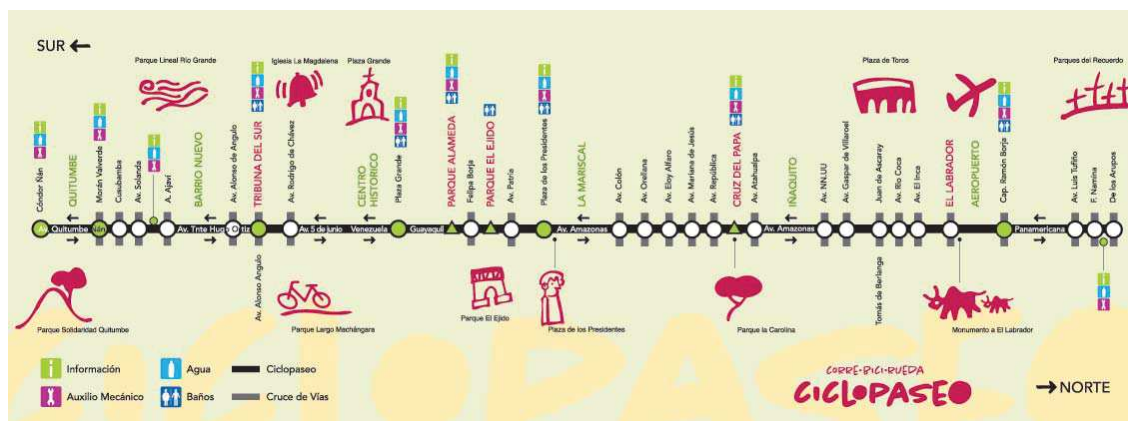 SUR
Parque Lineal Río Grande
Iglesia La Magdalena
Plaza Grande
Plaza de Toros
Parques del Recuerdo
Cóndor Ñán
QUITUMBE
Morán Valverde
Cusubamba
Av. Solanda
A. Ajaví
BARRIO NUEVO
Av. Alonso de Angulo
TRIBUNA DEL SUR
Av. Rodrigo de Chávez
CENTRO HISTORICO
Plaza Grande
PARQUE ALAMEDA
Felipa Borja
PARQUE EL EJIDO
Av. Patria
Plaza de los Presidentes
LA MARISCAL
Av. Colón
Av. Orellana
Av. Eloy Alfaro
Av. Mariana de Jesús
Av. República
CRUZ DEL PAPA
Av. Atahualpa
IÑAQUITO
Av. NN.UU
Av. Gaspar de Villaroel
Juan de Ascaray
Av. Río Coca
Av. El Inca
EL LABRADOR
AEROPUERTO
Cap. Ramón Borja
Av. Luis Tufiño
F. Namiria
De los Arupos
Av. Quitumbe Ñán
Av. Tnte Hugo Ortiz
Av. 5 de junio
Venezuela
Guayaquil
Av. Amazonas
Av. Amazonas
Panamericana
Av. Alonso Angulo
Tomás de Berlanga
Parque Solidaridad Quitumbe
Parque Largo Mechángara
Parque El Ejido
Plaza de los Presidentes
Parque la Carolina
Monumento a El Labrador
Información
Agua
Ciclopaseo
Auxilio Mecánico
Baños
Cruce de Vías
CORRE·BICI·RUEDA
CICLOPASEO
NORTE
CICLOPASEO